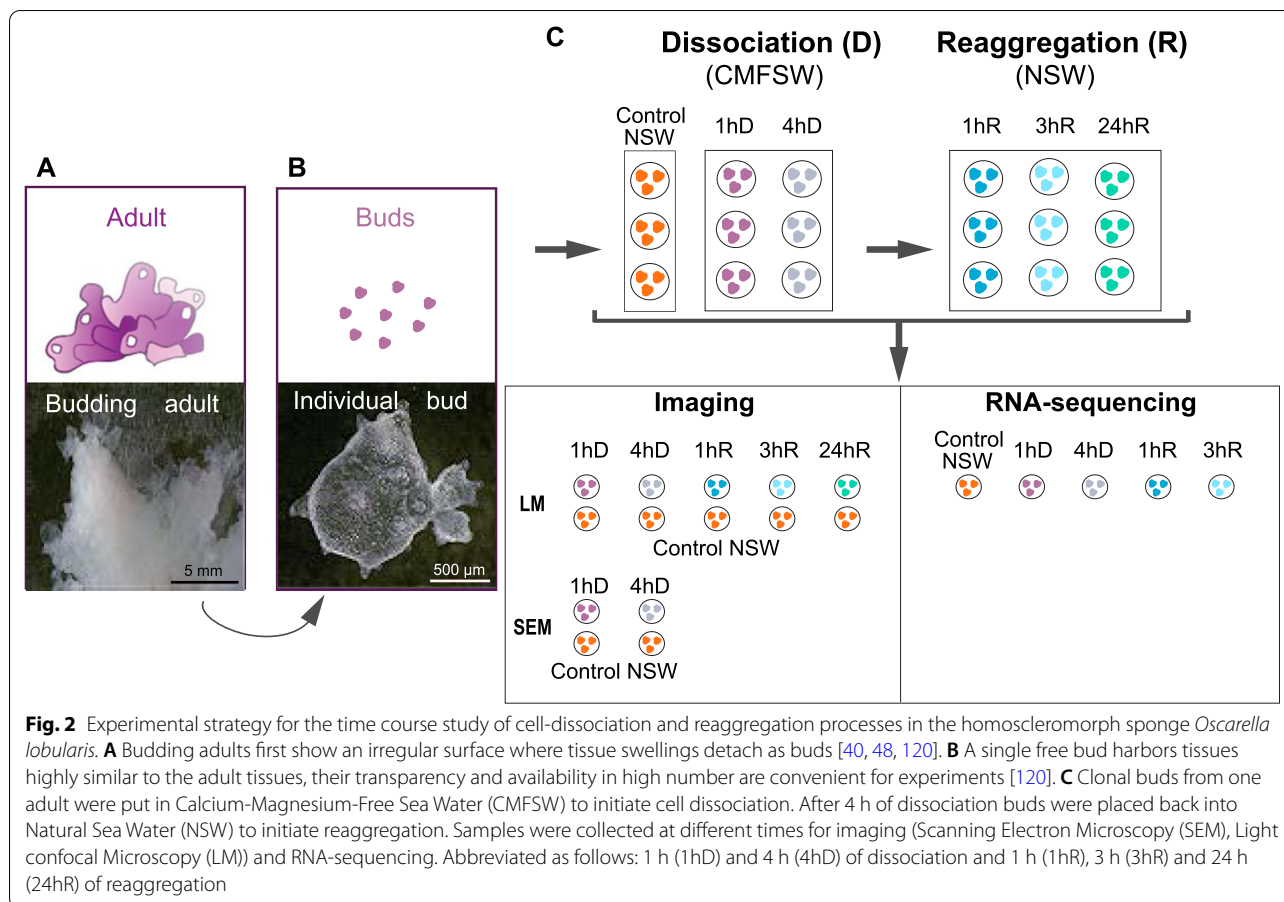 C
Dissociation (D)
(CMFSW)
Reaggregation (R)
(NSW)
Control
NSW
1hD 4hD
1hR 3hR 24hR
A
B
Adult
Buds
Budding adult
5 mm
Individual bud
500 µm
Imaging
1hD 4hD 1hR 3hR 24hR
LM
Control NSW
1hD 4hD
SEM
Control NSW
RNA-sequencing
Control
NSW
1hD 4hD 1hR 3hR
Fig. 2 Experimental strategy for the time course study of cell-dissociation and reaggregation processes in the homoscleromorph sponge Oscarella
lobularis. A Budding adults first show an irregular surface where tissue swellings detach as buds [40, 48, 120]. B A single free bud harbors tissues
highly similar to the adult tissues, their transparency and availability in high number are convenient for experiments [120]. C Clonal buds from one
adult were put in Calcium-Magnesium-Free Sea Water (CMFSW) to initiate cell dissociation. After 4 h of dissociation buds were placed back into
Natural Sea Water (NSW) to initiate reaggregation. Samples were collected at different times for imaging (Scanning Electron Microscopy (SEM), Light
confocal Microscopy (LM)) and RNA-sequencing. Abbreviated as follows: 1 h (1hD) and 4 h (4hD) of dissociation and 1 h (1hR), 3 h (3hR) and 24 h
(24hR) of reaggregation